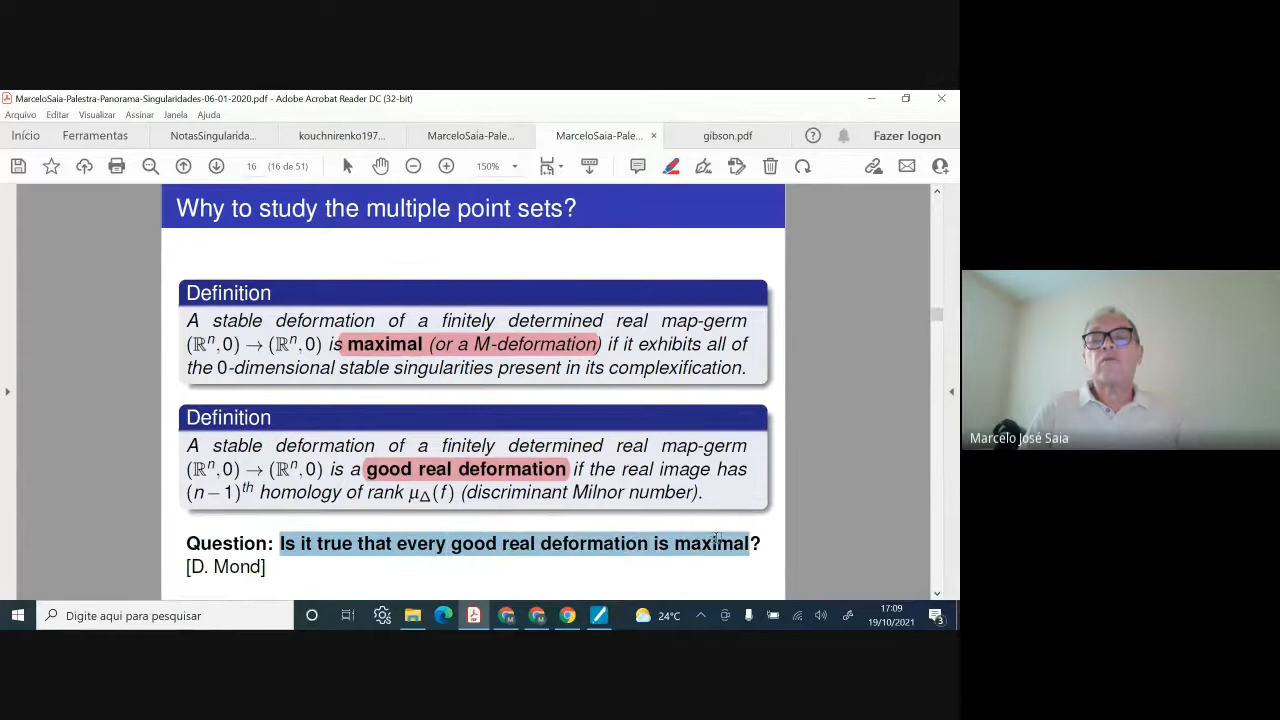 MarceloSaia-Palestra-Panorama-Singularidades-06-01-2020.pdf - Adobe Acrobat Reader DC (32-bit)
Arquivo Editar Visualizar Assinar Janela Ajuda
Início Ferramentas NotasSingularida... kouchnirenko197... MarceloSaia-Pale... MarceloSaia-Pale... × gibson.pdf Fazer logon
16 (16 de 51) 150%
Why to study the multiple point sets?
Definition
A stable deformation of a finitely determined real map-germ
(ℝⁿ,0) → (ℝⁿ,0) is maximal (or a M-deformation) if it exhibits all of
the 0-dimensional stable singularities present in its complexification.
Definition
A stable deformation of a finitely determined real map-germ
(ℝⁿ,0) → (ℝⁿ,0) is a good real deformation if the real image has
(n−1)ᵗʰ homology of rank μ_Δ(f) (discriminant Milnor number).
Question: Is it true that every good real deformation is maximal?
[D. Mond]
Marcelo José Saia
Digite aqui para pesquisar
24°C
17:09
19/10/2021
3